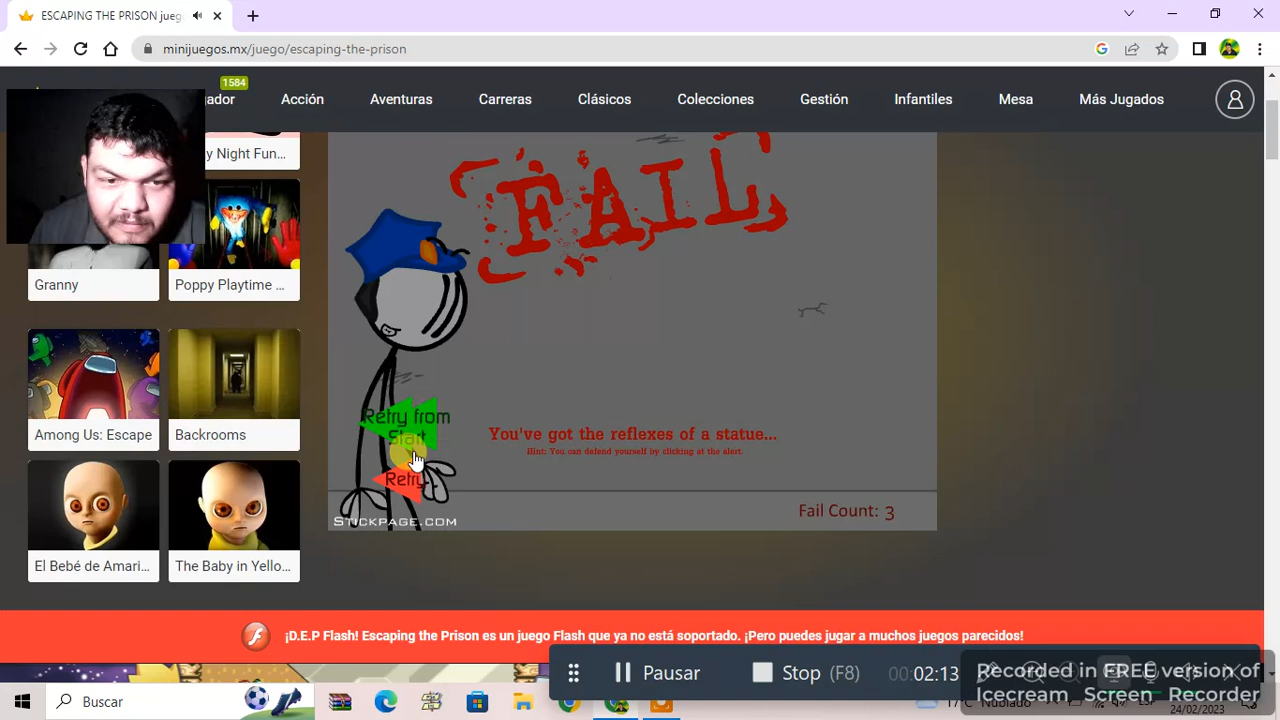 ESCAPING THE PRISON jueg
minijuegos.mx/juego/escaping-the-prison
1584
gador
Acción
Aventuras
Carreras
Clásicos
Colecciones
Gestión
Infantiles
Mesa
Más Jugados
y Night Fun...
Granny
Poppy Playtime ...
Among Us: Escape
Backrooms
El Bebé de Amari...
The Baby in Yello...
FAIL
Retry from
Start
Retry
You've got the reflexes of a statue...
Hint: You can defend yourself by clicking at the alert.
STICKPAGE.COM
Fail Count: 3
¡D.E.P Flash! Escaping the Prison es un juego Flash que ya no está soportado. ¡Pero puedes jugar a muchos juegos parecidos!
Pausar
Stop (F8)
00:02:13
Recorded in FREE version of
Icecream Screen Recorder
Buscar
17°C Nublado
24/02/2023